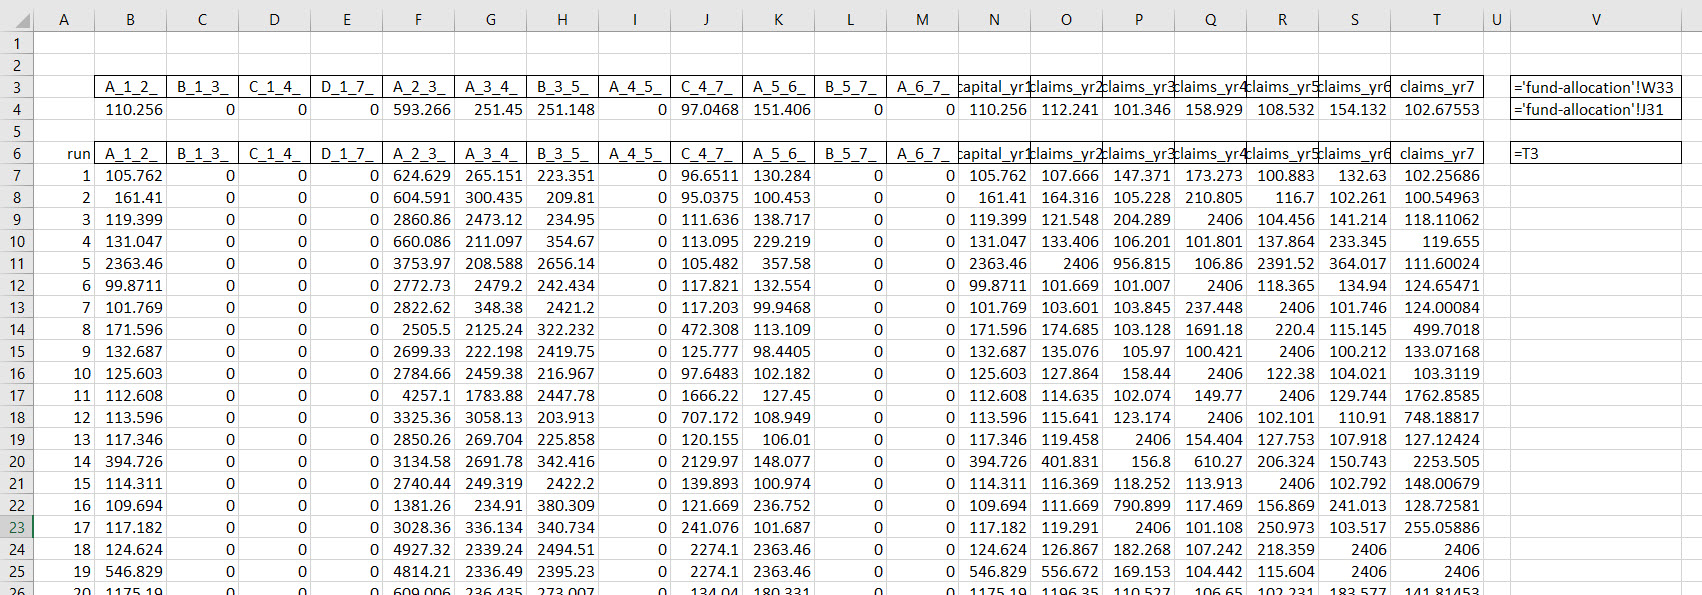 A B C D E F G H I J K L M N O P Q R S T U V
1
2
3 A_1_2_ B_1_3_ C_1_4_ D_1_7_ A_2_3_ A_3_4_ B_3_5_ A_4_5_ C_4_7_ A_5_6_ B_5_7_ A_6_7_ capital_yr1 claims_yr2 claims_yr3 claims_yr4 claims_yr5 claims_yr6 claims_yr7 ='fund-allocation'!W33
4 110.256 0 0 0 593.266 251.45 251.148 0 97.0468 151.406 0 0 110.256 112.241 101.346 158.929 108.532 154.132 102.67553 ='fund-allocation'!J31
5
6 run A_1_2_ B_1_3_ C_1_4_ D_1_7_ A_2_3_ A_3_4_ B_3_5_ A_4_5_ C_4_7_ A_5_6_ B_5_7_ A_6_7_ capital_yr1 claims_yr2 claims_yr3 claims_yr4 claims_yr5 claims_yr6 claims_yr7 =T3
7 1 105.762 0 0 0 624.629 265.151 223.351 0 96.6511 130.284 0 0 105.762 107.666 147.371 173.273 100.883 132.63 102.25686
8 2 161.41 0 0 0 604.591 300.435 209.81 0 95.0375 100.453 0 0 161.41 164.316 105.228 210.805 116.7 102.261 100.54963
9 3 119.399 0 0 0 2860.86 2473.12 234.95 0 111.636 138.717 0 0 119.399 121.548 204.289 2406 104.456 141.214 118.11062
10 4 131.047 0 0 0 660.086 211.097 354.67 0 113.095 229.219 0 0 131.047 133.406 106.201 101.801 137.864 233.345 119.655
11 5 2363.46 0 0 0 3753.97 208.588 2656.14 0 105.482 357.58 0 0 2363.46 2406 956.815 106.86 2391.52 364.017 111.60024
12 6 99.8711 0 0 0 2772.73 2479.2 242.434 0 117.821 132.554 0 0 99.8711 101.669 101.007 2406 118.365 134.94 124.65471
13 7 101.769 0 0 0 2822.62 348.38 2421.2 0 117.203 99.9468 0 0 101.769 103.601 103.845 237.448 2406 101.746 124.00084
14 8 171.596 0 0 0 2505.5 2125.24 322.232 0 472.308 113.109 0 0 171.596 174.685 103.128 1691.18 220.4 115.145 499.7018
15 9 132.687 0 0 0 2699.33 222.198 2419.75 0 125.777 98.4405 0 0 132.687 135.076 105.97 100.421 2406 100.212 133.07168
16 10 125.603 0 0 0 2784.66 2459.38 216.967 0 97.6483 102.182 0 0 125.603 127.864 158.44 2406 122.38 104.021 103.3119
17 11 112.608 0 0 0 4257.1 1783.88 2447.78 0 1666.22 127.45 0 0 112.608 114.635 102.074 149.77 2406 129.744 1762.8585
18 12 113.596 0 0 0 3325.36 3058.13 203.913 0 707.172 108.949 0 0 113.596 115.641 123.174 2406 102.101 110.91 748.18817
19 13 117.346 0 0 0 2850.26 269.704 225.858 0 120.155 106.01 0 0 117.346 119.458 2406 154.404 127.753 107.918 127.12424
20 14 394.726 0 0 0 3134.58 2691.78 342.416 0 2129.97 148.077 0 0 394.726 401.831 156.8 610.27 206.324 150.743 2253.505
21 15 114.311 0 0 0 2740.44 249.319 2422.2 0 139.893 100.974 0 0 114.311 116.369 118.252 113.913 2406 102.792 148.00679
22 16 109.694 0 0 0 1381.26 234.91 380.309 0 121.669 236.752 0 0 109.694 111.669 790.899 117.469 156.869 241.013 128.72581
23 17 117.182 0 0 0 3028.36 336.134 340.734 0 241.076 101.687 0 0 117.182 119.291 2406 101.108 250.973 103.517 255.05886
24 18 124.624 0 0 0 4927.32 2339.24 2494.51 0 2274.1 2363.46 0 0 124.624 126.867 182.268 107.242 218.359 2406 2406
25 19 546.829 0 0 0 4814.21 2336.49 2395.23 0 2274.1 2363.46 0 0 546.829 556.672 169.153 104.442 115.604 2406 2406
26 20 1175.19 0 0 0 609.006 236.435 273.007 0 134.04 180.331 0 0 1175.19 1196.35 110.527 106.65 102.231 183.577 141.81453